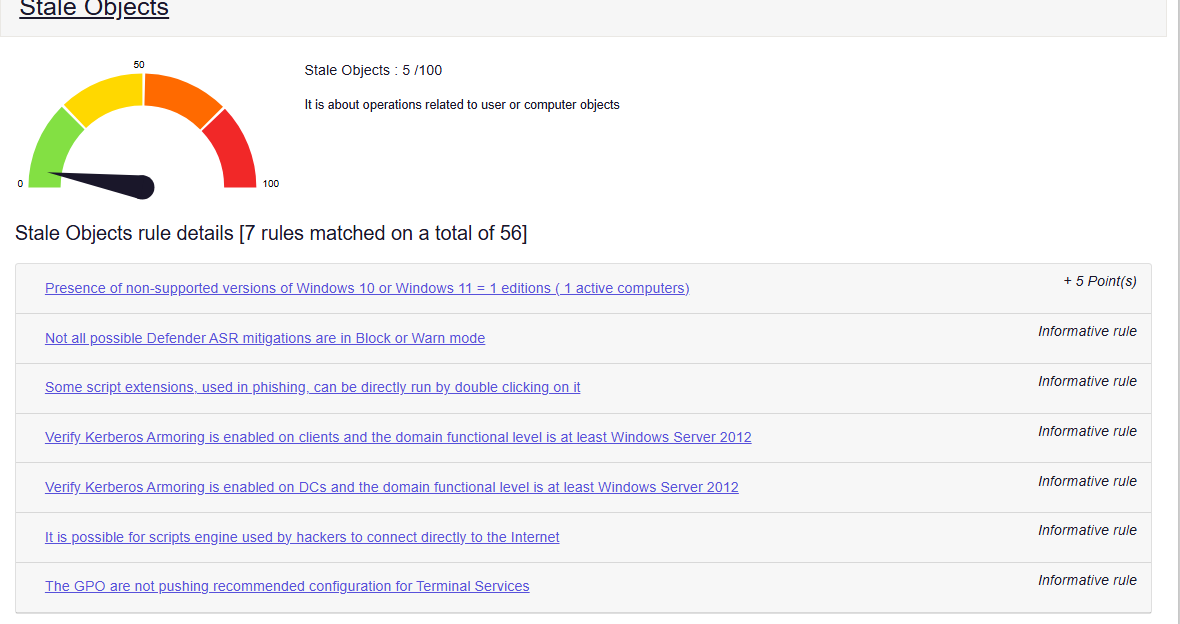 Stale Objects
50
0
100
Stale Objects : 5 /100
It is about operations related to user or computer objects
Stale Objects rule details [7 rules matched on a total of 56]
Presence of non-supported versions of Windows 10 or Windows 11 = 1 editions ( 1 active computers)
+ 5 Point(s)
Not all possible Defender ASR mitigations are in Block or Warn mode
Informative rule
Some script extensions, used in phishing, can be directly run by double clicking on it
Informative rule
Verify Kerberos Armoring is enabled on clients and the domain functional level is at least Windows Server 2012
Informative rule
Verify Kerberos Armoring is enabled on DCs and the domain functional level is at least Windows Server 2012
Informative rule
It is possible for scripts engine used by hackers to connect directly to the Internet
Informative rule
The GPO are not pushing recommended configuration for Terminal Services
Informative rule